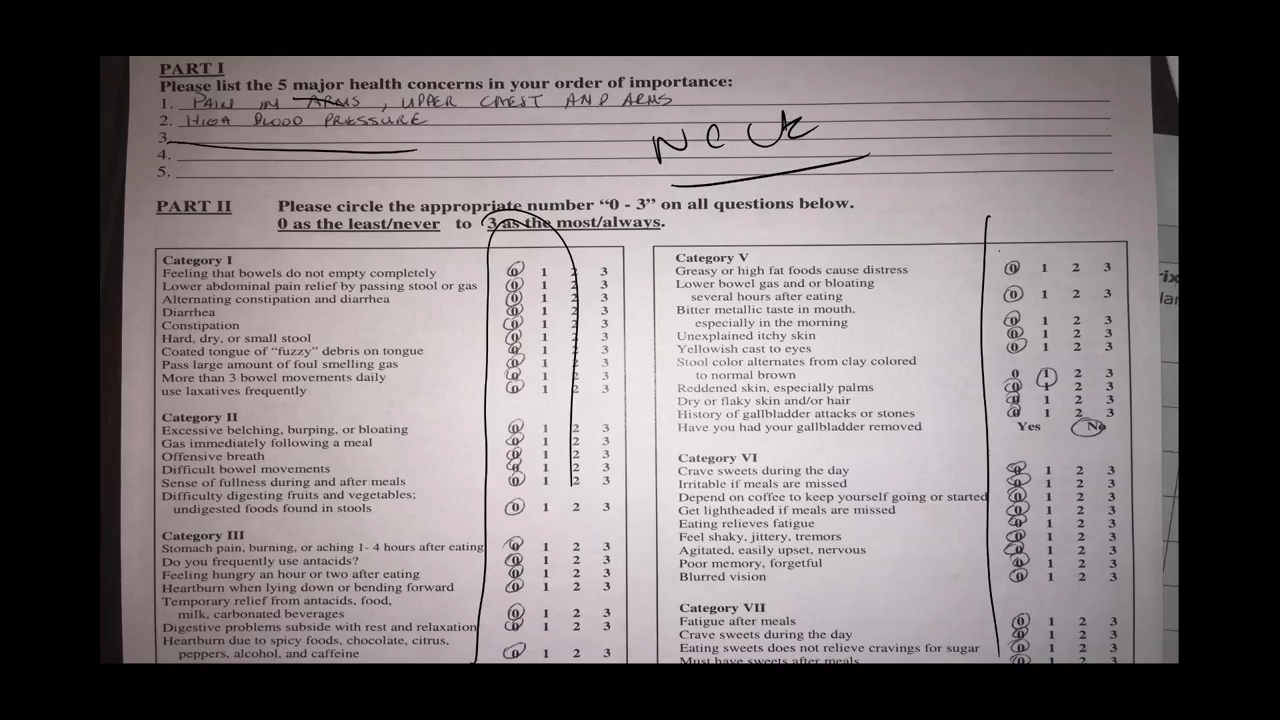 PART I
Please list the 5 major health concerns in your order of importance:
1. PAIN IN ARMS, UPPER CHEST AND ARMS
2. HIGH BLOOD PRESSURE
3.
4.
5.
PART II Please circle the appropriate number “0 - 3” on all questions below.
0 as the least/never to 3 as the most/always.
Category I
Feeling that bowels do not empty completely 0 1 2 3
Lower abdominal pain relief by passing stool or gas 0 1 2 3
Alternating constipation and diarrhea 0 1 2 3
Diarrhea 0 1 2 3
Constipation 0 1 2 3
Hard, dry, or small stool 0 1 2 3
Coated tongue of “fuzzy” debris on tongue 0 1 2 3
Pass large amount of foul smelling gas 0 1 2 3
More than 3 bowel movements daily 0 1 2 3
use laxatives frequently 0 1 2 3
Category II
Excessive belching, burping, or bloating 0 1 2 3
Gas immediately following a meal 0 1 2 3
Offensive breath 0 1 2 3
Difficult bowel movements 0 1 2 3
Sense of fullness during and after meals 0 1 2 3
Difficulty digesting fruits and vegetables;
undigested foods found in stools 0 1 2 3
Category III
Stomach pain, burning, or aching 1- 4 hours after eating 0 1 2 3
Do you frequently use antacids? 0 1 2 3
Feeling hungry an hour or two after eating 0 1 2 3
Heartburn when lying down or bending forward 0 1 2 3
Temporary relief from antacids, food,
milk, carbonated beverages 0 1 2 3
Digestive problems subside with rest and relaxation 0 1 2 3
Heartburn due to spicy foods, chocolate, citrus,
peppers, alcohol, and caffeine 0 1 2 3
Category V
Greasy or high fat foods cause distress 0 1 2 3
Lower bowel gas and or bloating
several hours after eating 0 1 2 3
Bitter metallic taste in mouth,
especially in the morning 0 1 2 3
Unexplained itchy skin 0 1 2 3
Yellowish cast to eyes 0 1 2 3
Stool color alternates from clay colored
to normal brown 0 1 2 3
Reddened skin, especially palms 0 1 2 3
Dry or flaky skin and/or hair 0 1 2 3
History of gallbladder attacks or stones 0 1 2 3
Have you had your gallbladder removed Yes No
Category VI
Crave sweets during the day 0 1 2 3
Irritable if meals are missed 0 1 2 3
Depend on coffee to keep yourself going or started 0 1 2 3
Get lightheaded if meals are missed 0 1 2 3
Eating relieves fatigue 0 1 2 3
Feel shaky, jittery, tremors 0 1 2 3
Agitated, easily upset, nervous 0 1 2 3
Poor memory, forgetful 0 1 2 3
Blurred vision 0 1 2 3
Category VII
Fatigue after meals 0 1 2 3
Crave sweets during the day 0 1 2 3
Eating sweets does not relieve cravings for sugar 0 1 2 3
Must have sweets after meals 0 1 2 3